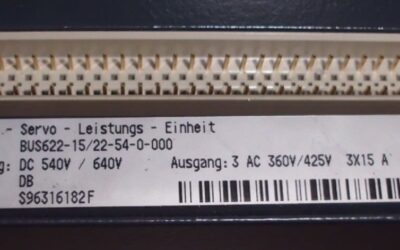 - Servo - Leistungs - Einheit
BUS622-15/22-54-0-000
g: DC 540V / 640V Ausgang: 3 AC 360V/425V 3X15 A
DB
S96316182F